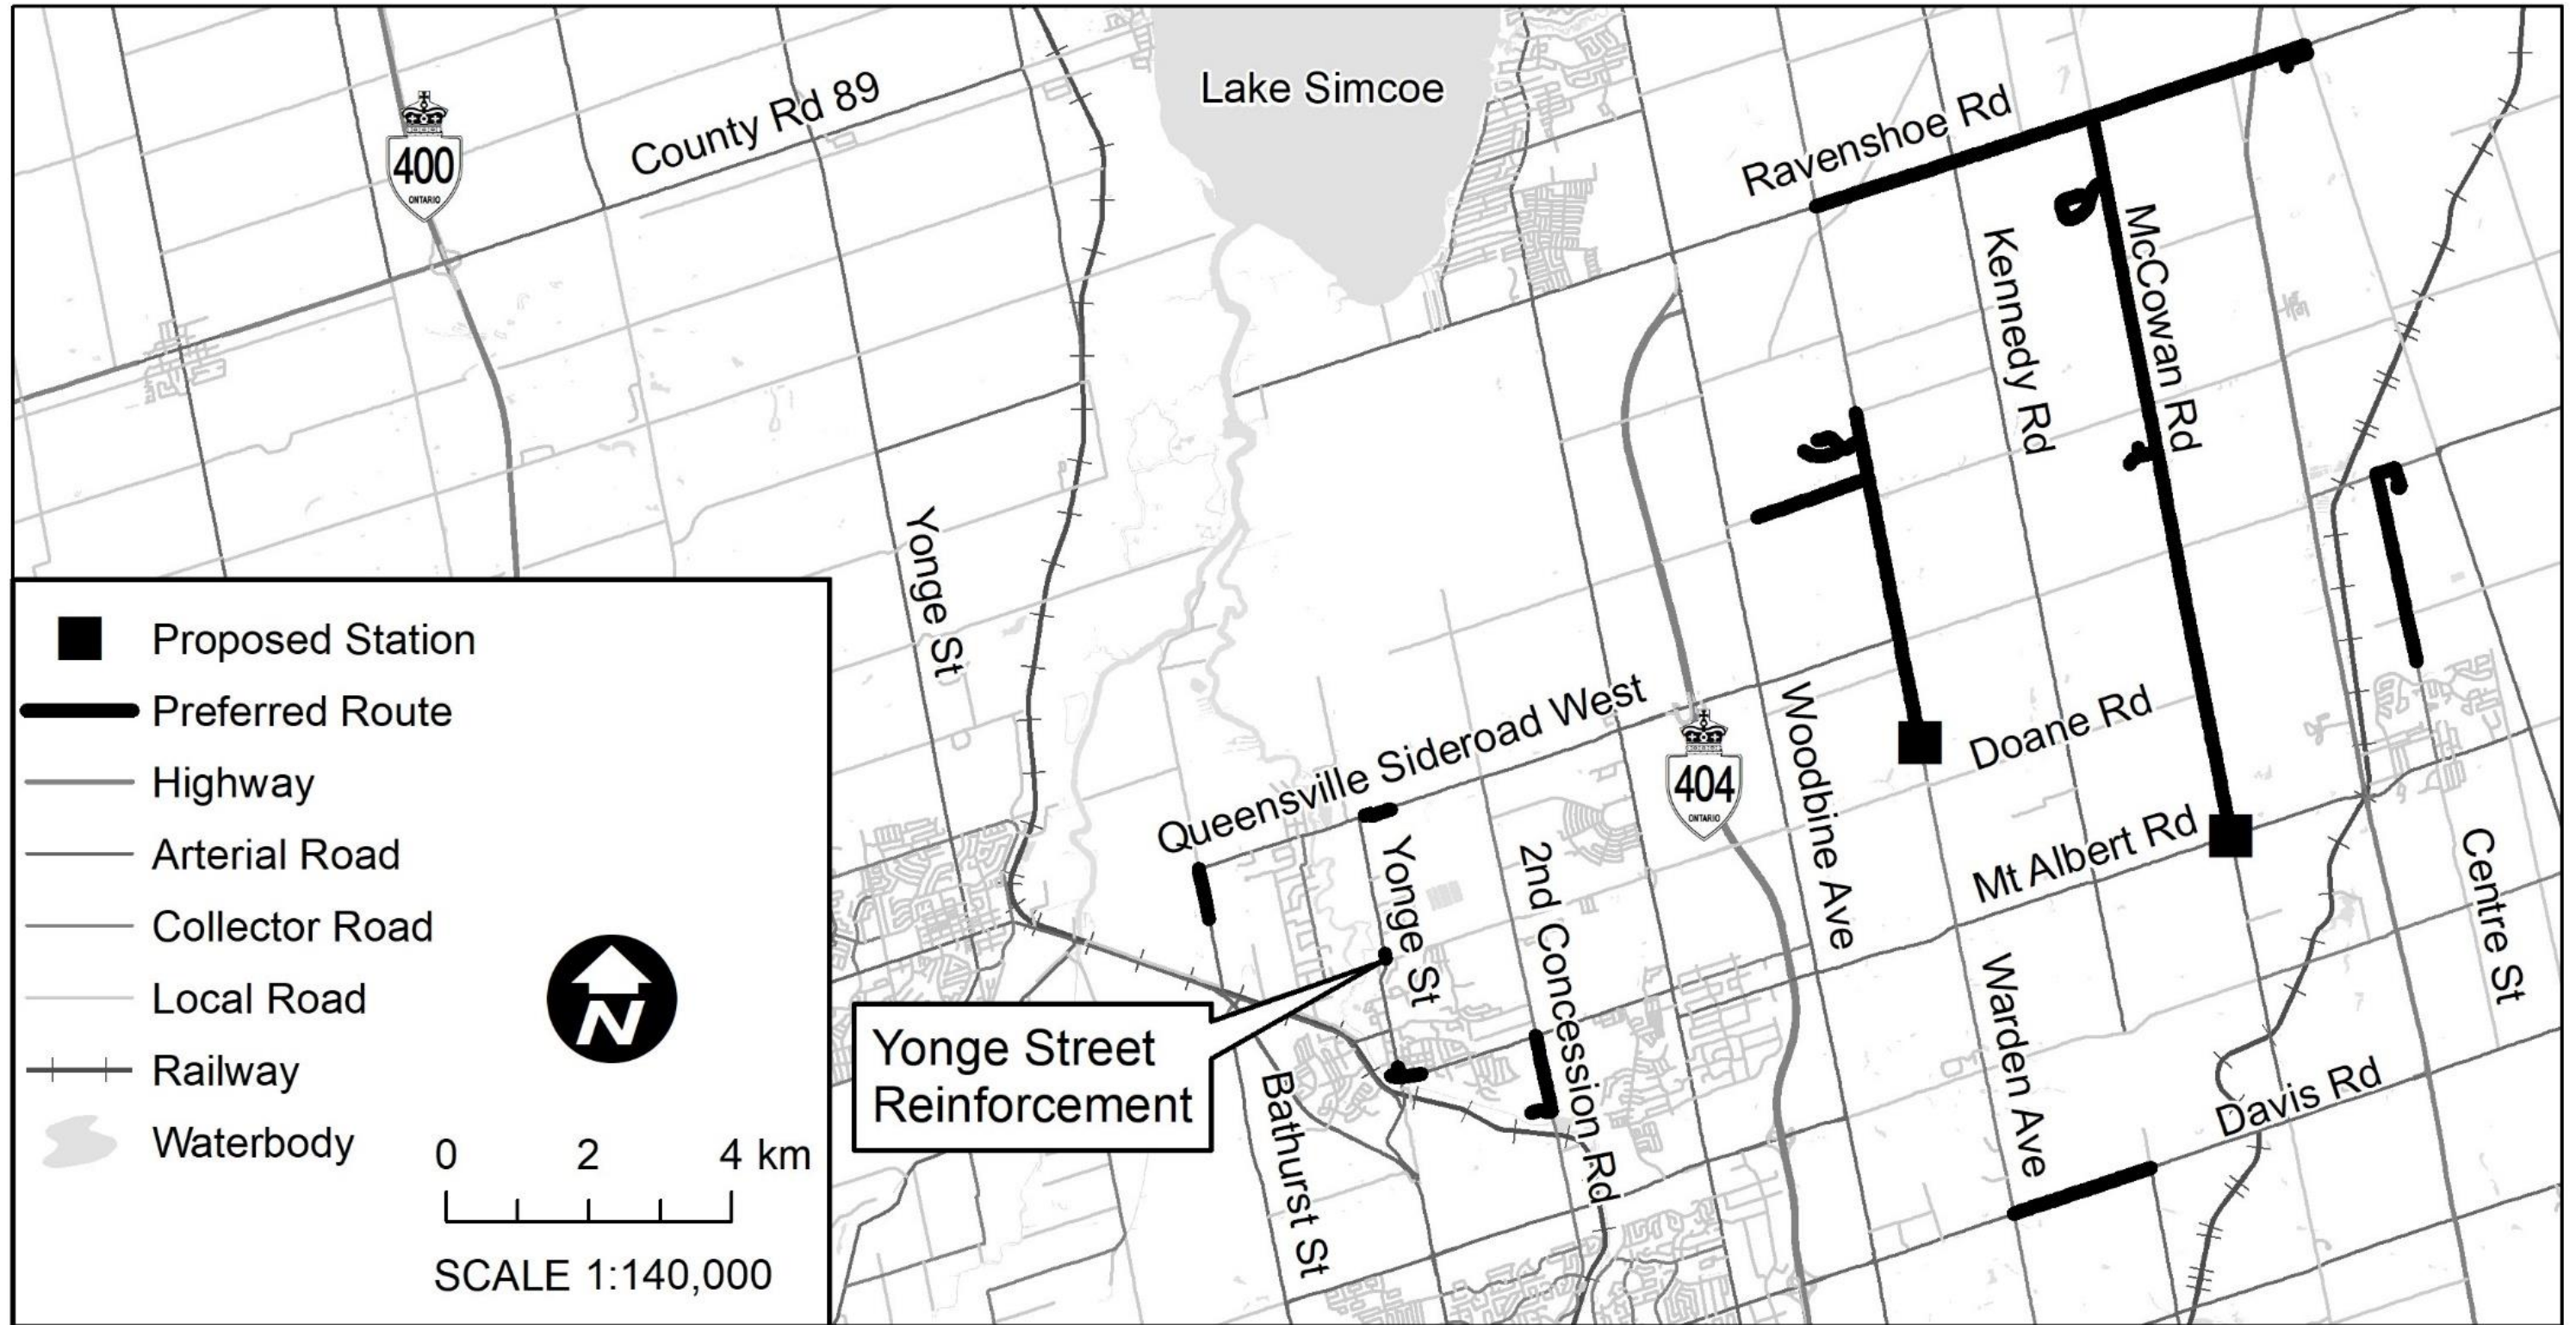 Lake Simcoe
County Rd 89
400
ONTARIO
Ravenshoe Rd
Kennedy Rd
McCowan Rd
Yonge St
Queensville Sideroad West
404
ONTARIO
Woodbine Ave
Doane Rd
Mt Albert Rd
Yonge St
2nd Concession Rd
Centre St
Warden Ave
Davis Rd
Bathurst St
Yonge Street
Reinforcement
Proposed Station
Preferred Route
Highway
Arterial Road
Collector Road
Local Road
Railway
Waterbody
N
0 2 4 km
SCALE 1:140,000